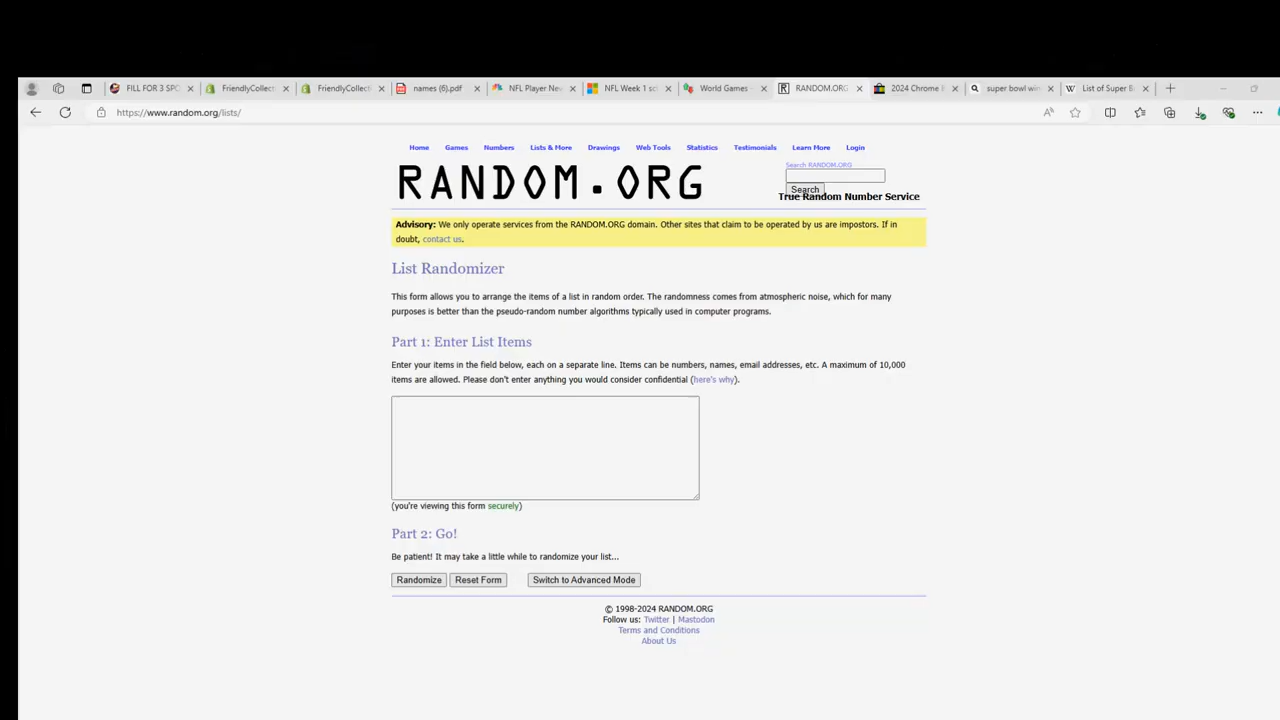 FILL FOR 3 SPO
FriendlyCollect
FriendlyCollect
names (6).pdf
NFL Player New
NFL Week 1 sc
World Games -
RANDOM.ORG
2024 Chrome B
super bowl win
List of Super B
https://www.random.org/lists/
Home Games Numbers Lists & More Drawings Web Tools Statistics Testimonials Learn More Login
RANDOM.ORG
Search RANDOM.ORG
Search
True Random Number Service
Advisory: We only operate services from the RANDOM.ORG domain. Other sites that claim to be operated by us are impostors. If in
doubt, contact us.
List Randomizer
This form allows you to arrange the items of a list in random order. The randomness comes from atmospheric noise, which for many
purposes is better than the pseudo-random number algorithms typically used in computer programs.
Part 1: Enter List Items
Enter your items in the field below, each on a separate line. Items can be numbers, names, email addresses, etc. A maximum of 10,000
items are allowed. Please don't enter anything you would consider confidential (here's why).
(you're viewing this form securely)
Part 2: Go!
Be patient! It may take a little while to randomize your list...
Randomize Reset Form Switch to Advanced Mode
© 1998-2024 RANDOM.ORG
Follow us: Twitter | Mastodon
Terms and Conditions
About Us